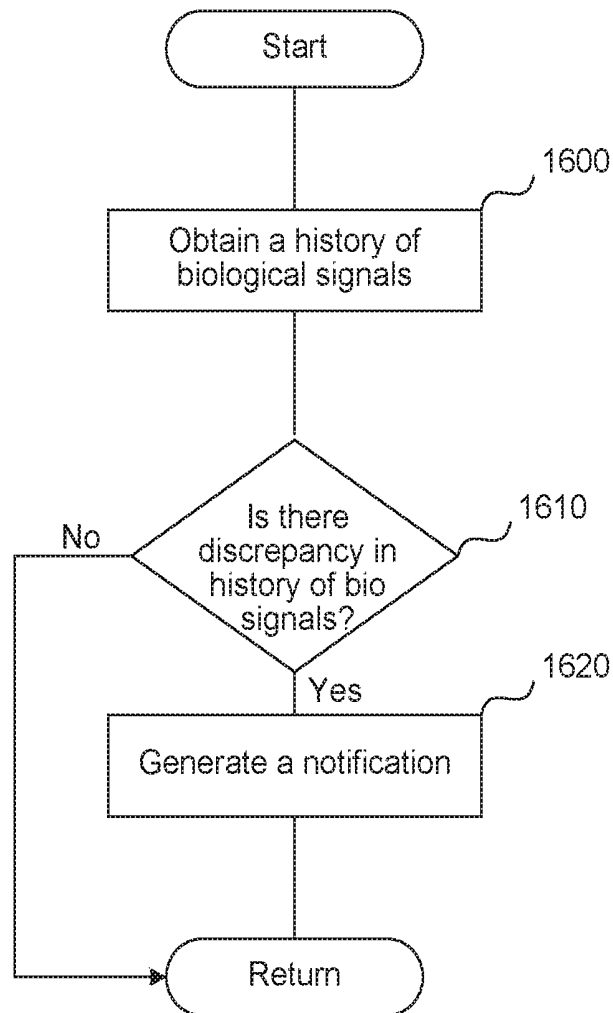 Start
1600
Obtain a history of
biological signals
1610
Is there
discrepancy in
history of bio
signals?
No
Yes
1620
Generate a notification
Return